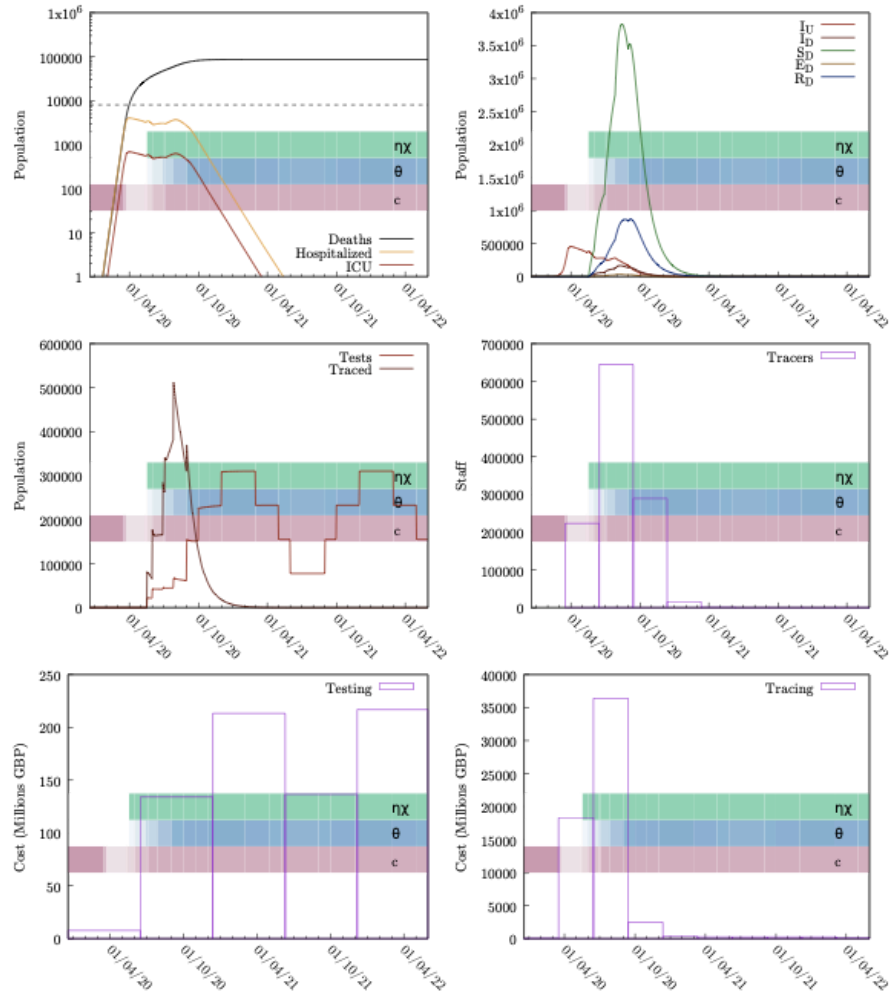 1x10⁶
100000
10000
1000
100
10
1
Population
ηχ
θ
c
Deaths
Hospitalized
ICU
01/04/20
01/10/20
01/04/21
01/10/21
01/04/22
4x10⁶
3.5x10⁶
3x10⁶
2.5x10⁶
2x10⁶
1.5x10⁶
1x10⁶
500000
0
Population
I_U
I_D
S_D
E_D
R_D
ηχ
θ
c
01/04/20
01/10/20
01/04/21
01/10/21
01/04/22
600000
500000
400000
300000
200000
100000
0
Population
Tests
Traced
ηχ
θ
c
01/04/20
01/10/20
01/04/21
01/10/21
01/04/22
700000
600000
500000
400000
300000
200000
100000
0
Staff
Tracers
ηχ
θ
c
01/04/20
01/10/20
01/04/21
01/10/21
01/04/22
250
200
150
100
50
0
Cost (Millions GBP)
Testing
ηχ
θ
c
01/04/20
01/10/20
01/04/21
01/10/21
01/04/22
40000
35000
30000
25000
20000
15000
10000
5000
0
Cost (Millions GBP)
Tracing
ηχ
θ
c
01/04/20
01/10/20
01/04/21
01/10/21
01/04/22